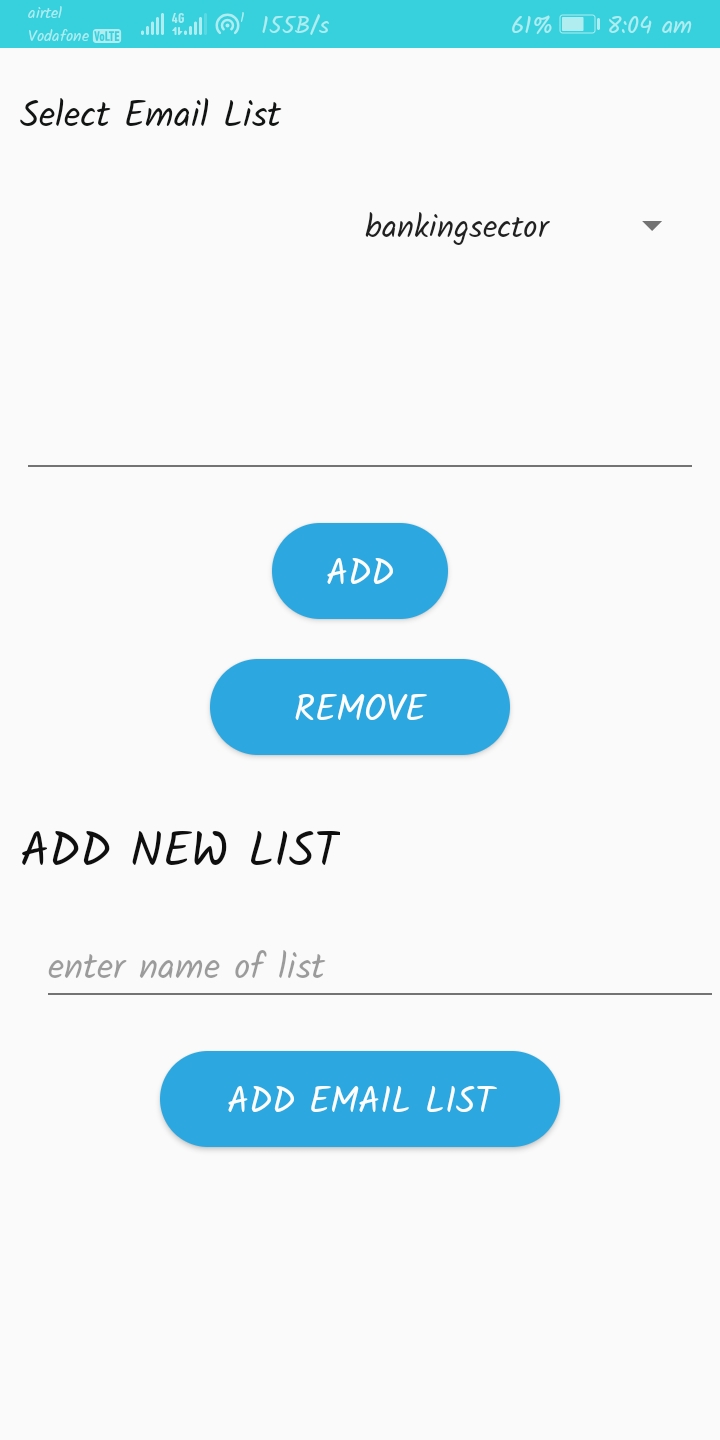 airtel
Vodafone VoLTE 4G 1 155B/s 61% 8:04 am
Select Email List
bankingsector
ADD
REMOVE
ADD NEW LIST
enter name of list
ADD EMAIL LIST